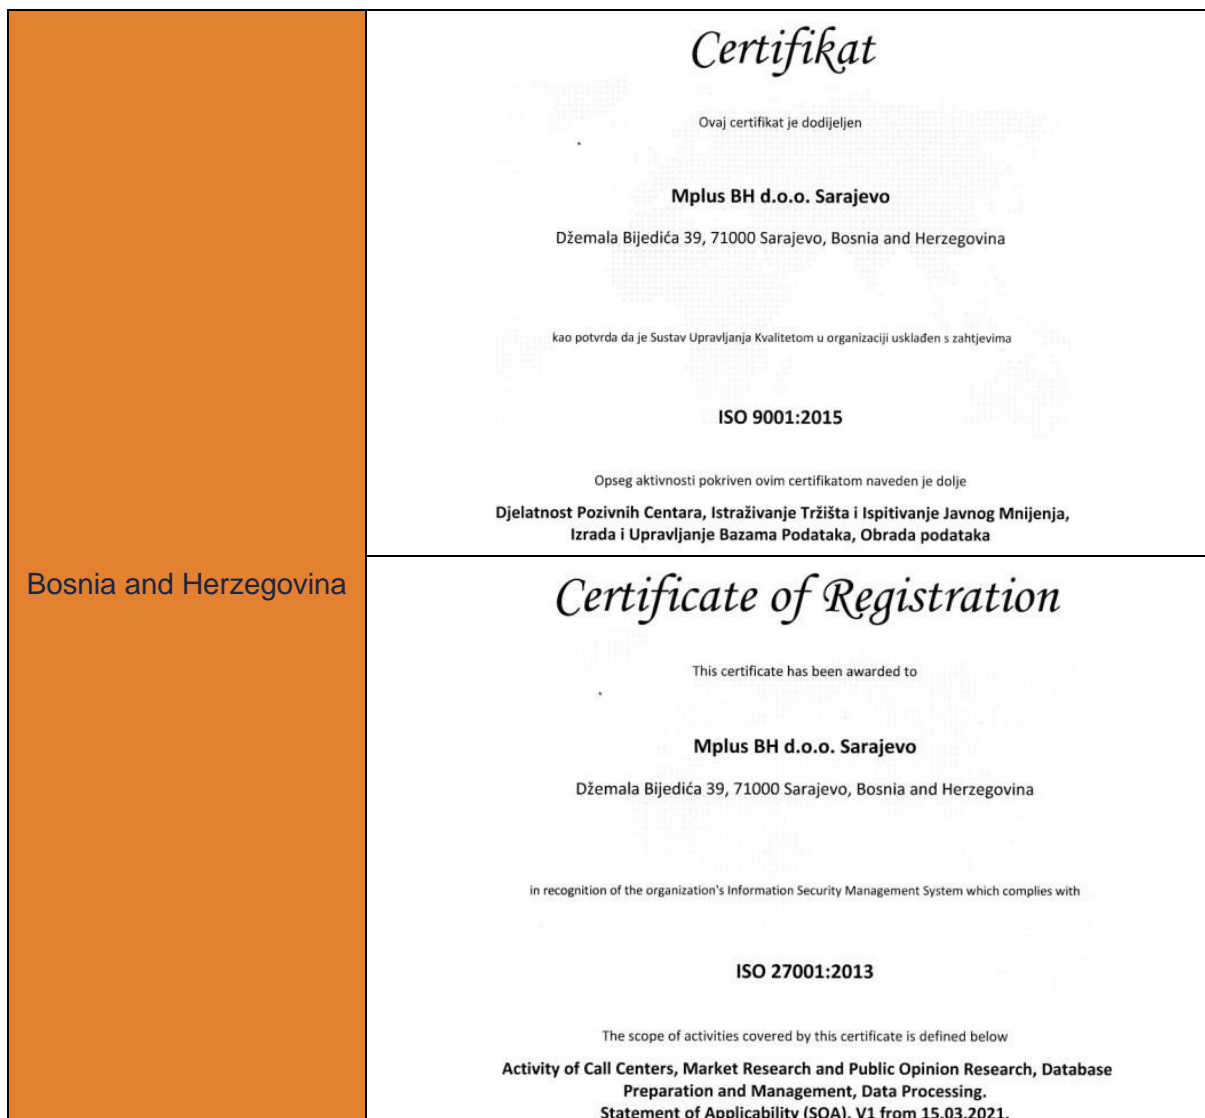 Bosnia and Herzegovina
Certifikat
Ovaj certifikat je dodijeljen
Mplus BH d.o.o. Sarajevo
Džemala Bijedića 39, 71000 Sarajevo, Bosnia and Herzegovina
kao potvrda da je Sustav Upravljanja Kvalitetom u organizaciji usklađen s zahtjevima
ISO 9001:2015
Opseg aktivnosti pokriven ovim certifikatom naveden je dolje
Djelatnost Pozivnih Centara, Istraživanje Tržišta i Ispitivanje Javnog Mnijenja,
Izrada i Upravljanje Bazama Podataka, Obrada podataka
Certificate of Registration
This certificate has been awarded to
Mplus BH d.o.o. Sarajevo
Džemala Bijedića 39, 71000 Sarajevo, Bosnia and Herzegovina
in recognition of the organization's Information Security Management System which complies with
ISO 27001:2013
The scope of activities covered by this certificate is defined below
Activity of Call Centers, Market Research and Public Opinion Research, Database
Preparation and Management, Data Processing.
Statement of Applicability (SOA), V1 from 15.03.2021.